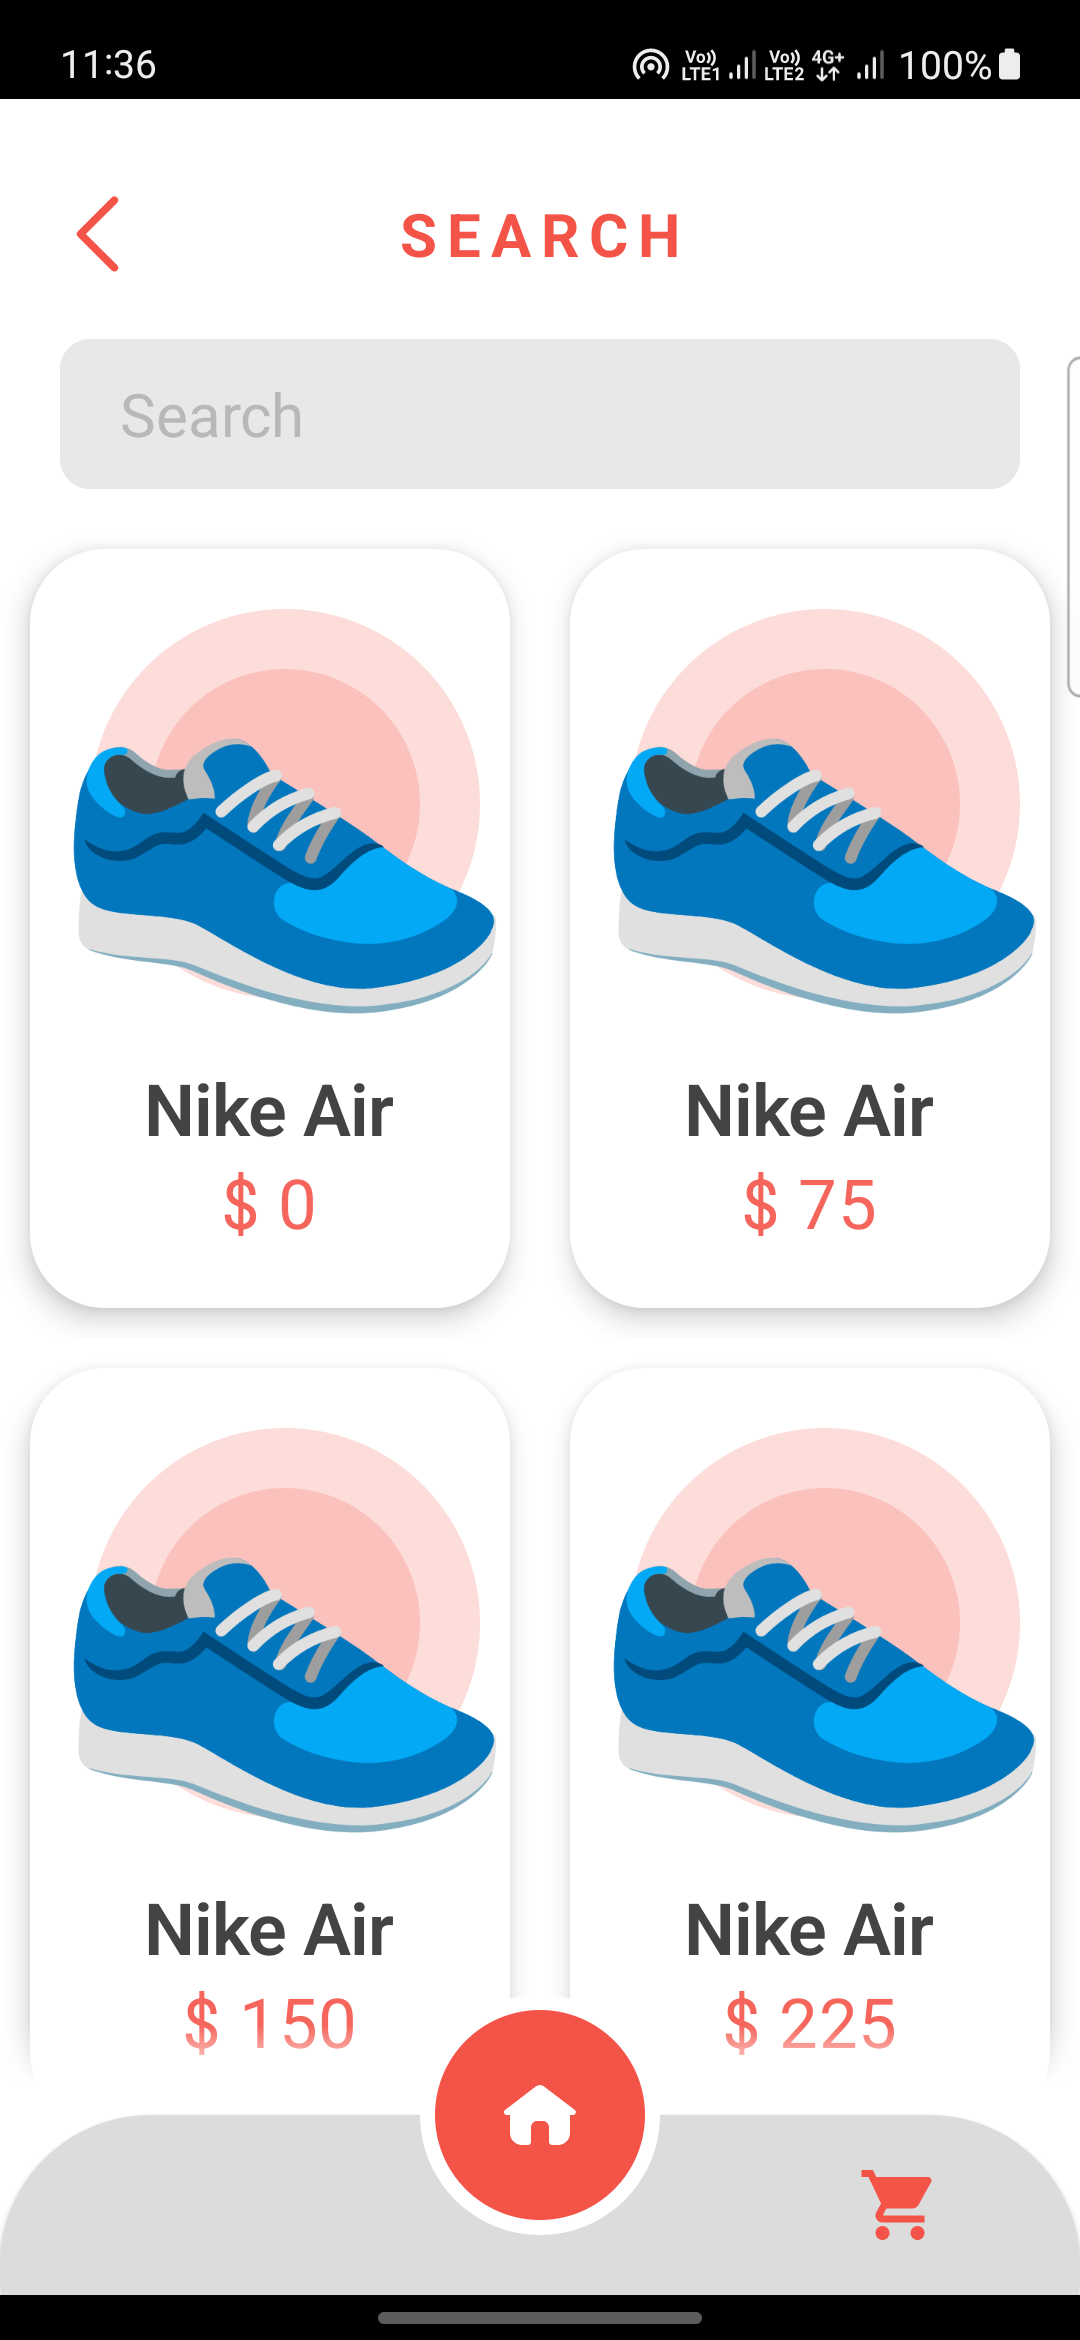 11:36
Vo)) LTE1 Vo)) LTE2 4G+ 100%
SEARCH
Search
Nike Air
$ 0
Nike Air
$ 75
Nike Air
$ 150
Nike Air
$ 225